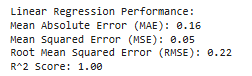 Linear Regression Performance:
Mean Absolute Error (MAE): 0.16
Mean Squared Error (MSE): 0.05
Root Mean Squared Error (RMSE): 0.22
R^2 Score: 1.00